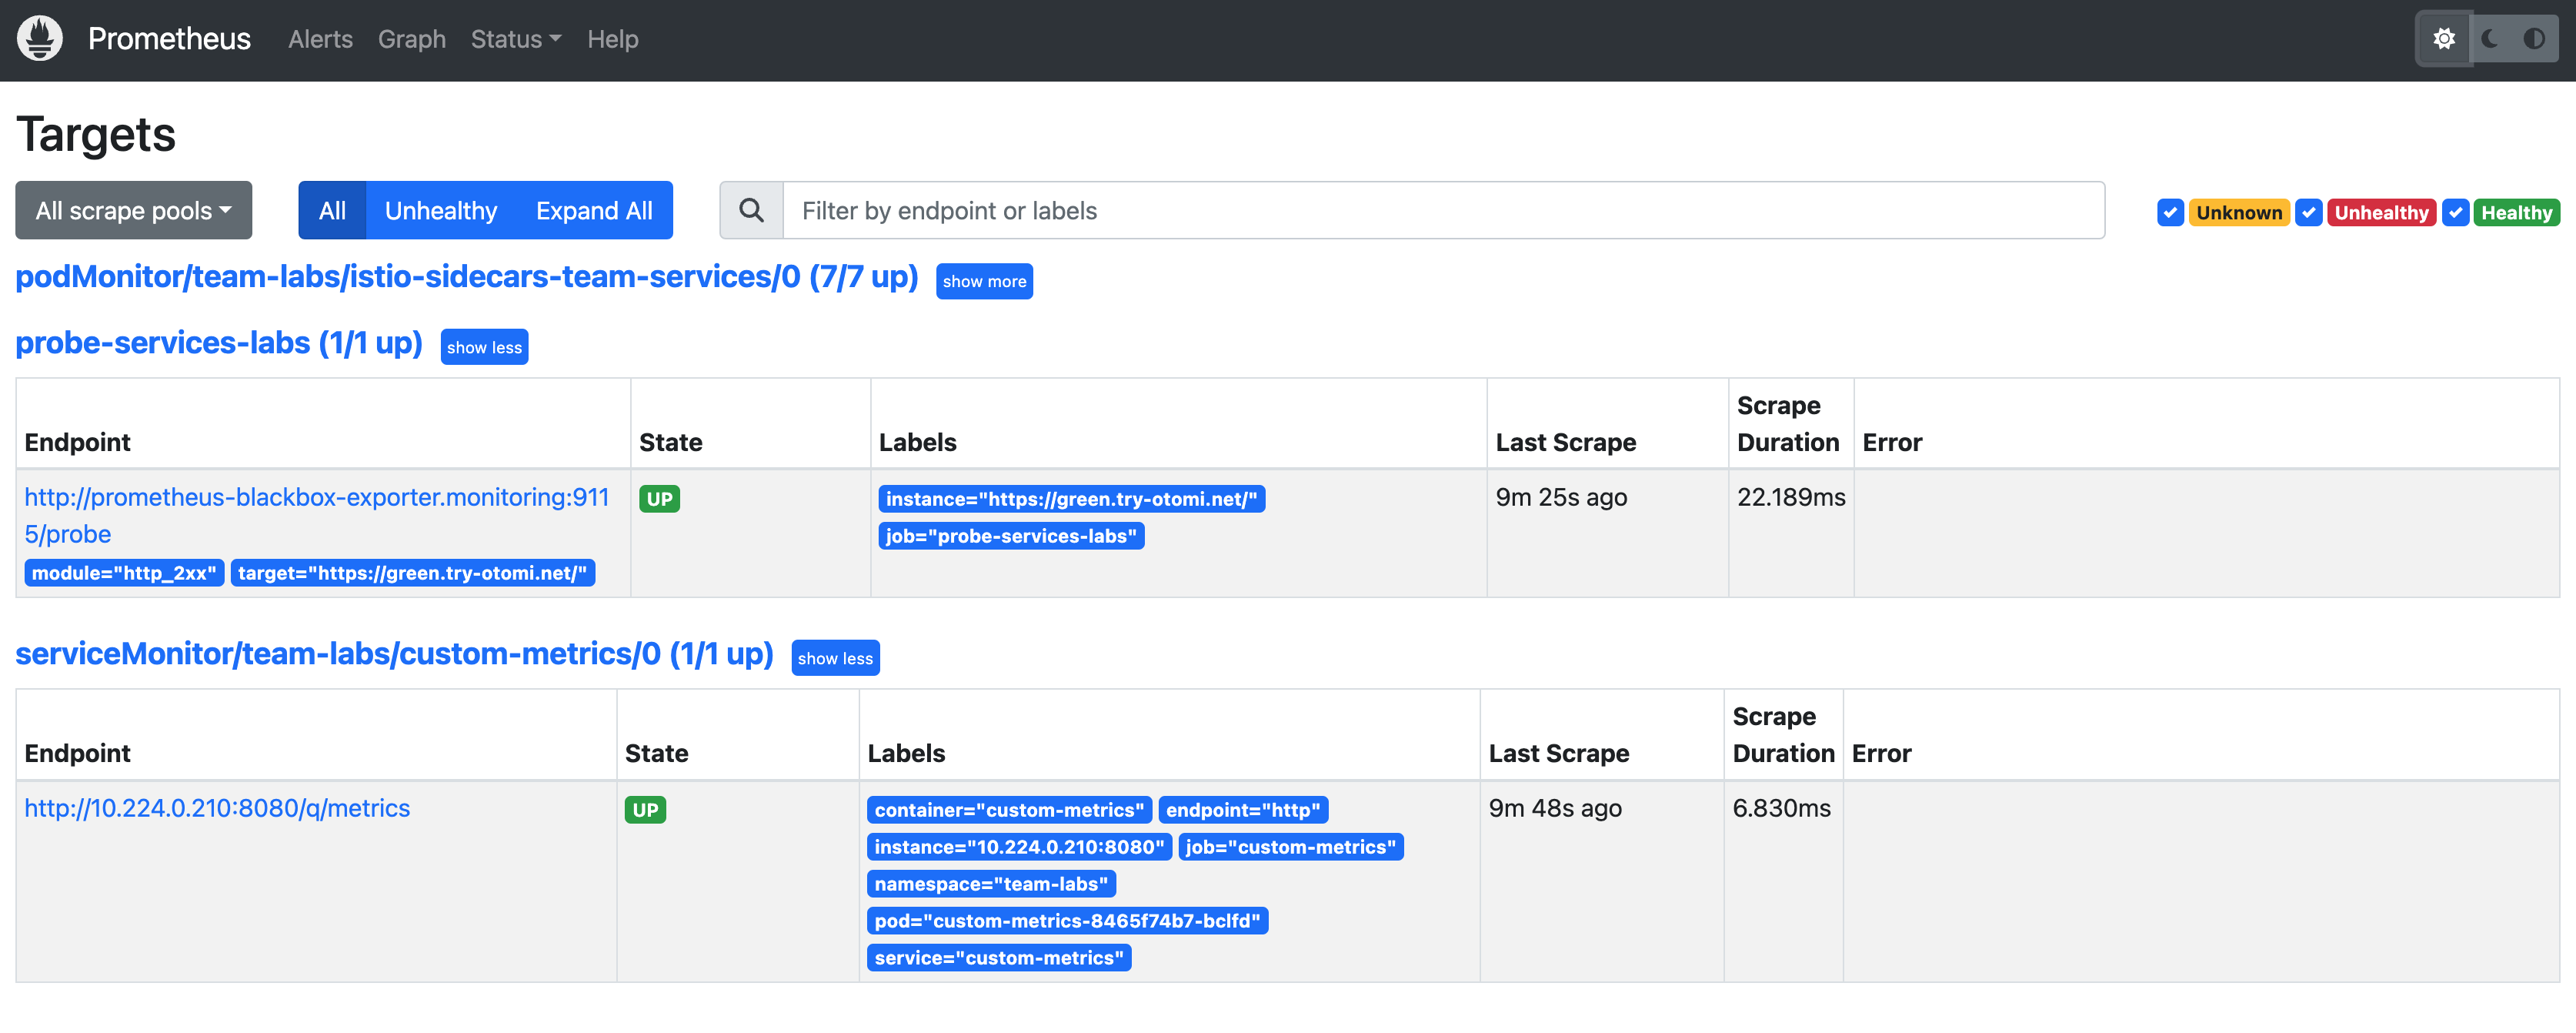 Prometheus Alerts Graph Status Help
Targets
All scrape pools All Unhealthy Expand All Filter by endpoint or labels Unknown Unhealthy Healthy
podMonitor/team-labs/istio-sidecars-team-services/0 (7/7 up) show more
probe-services-labs (1/1 up) show less
Endpoint State Labels Last Scrape Scrape Duration Error
http://prometheus-blackbox-exporter.monitoring:911
5/probe
module="http_2xx" target="https://green.try-otomi.net/"
UP
instance="https://green.try-otomi.net/"
job="probe-services-labs"
9m 25s ago
22.189ms
serviceMonitor/team-labs/custom-metrics/0 (1/1 up) show less
Endpoint State Labels Last Scrape Scrape Duration Error
http://10.224.0.210:8080/q/metrics
UP
container="custom-metrics" endpoint="http"
instance="10.224.0.210:8080" job="custom-metrics"
namespace="team-labs"
pod="custom-metrics-8465f74b7-bclfd"
service="custom-metrics"
9m 48s ago
6.830ms